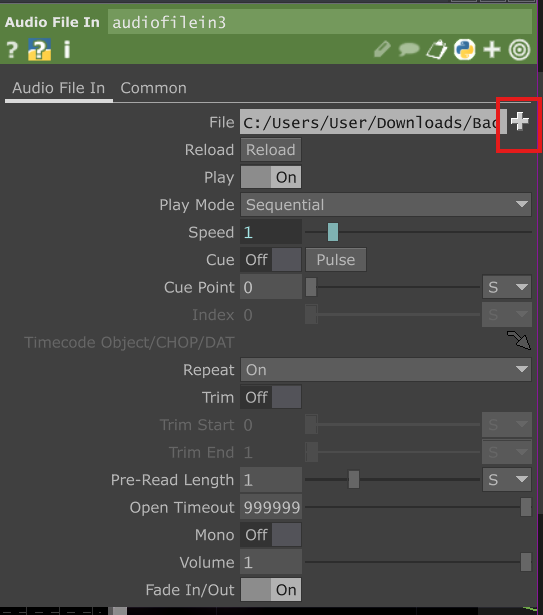 Audio File In audiofilein3
Audio File In Common
File C:/Users/User/Downloads/Bac
Reload Reload
Play On
Play Mode Sequential
Speed 1
Cue Off Pulse
Cue Point 0 S
Index 0 S
Timecode Object/CHOP/DAT
Repeat On
Trim Off
Trim Start 0 S
Trim End 1 S
Pre-Read Length 1 S
Open Timeout 999999
Mono Off
Volume 1
Fade In/Out On